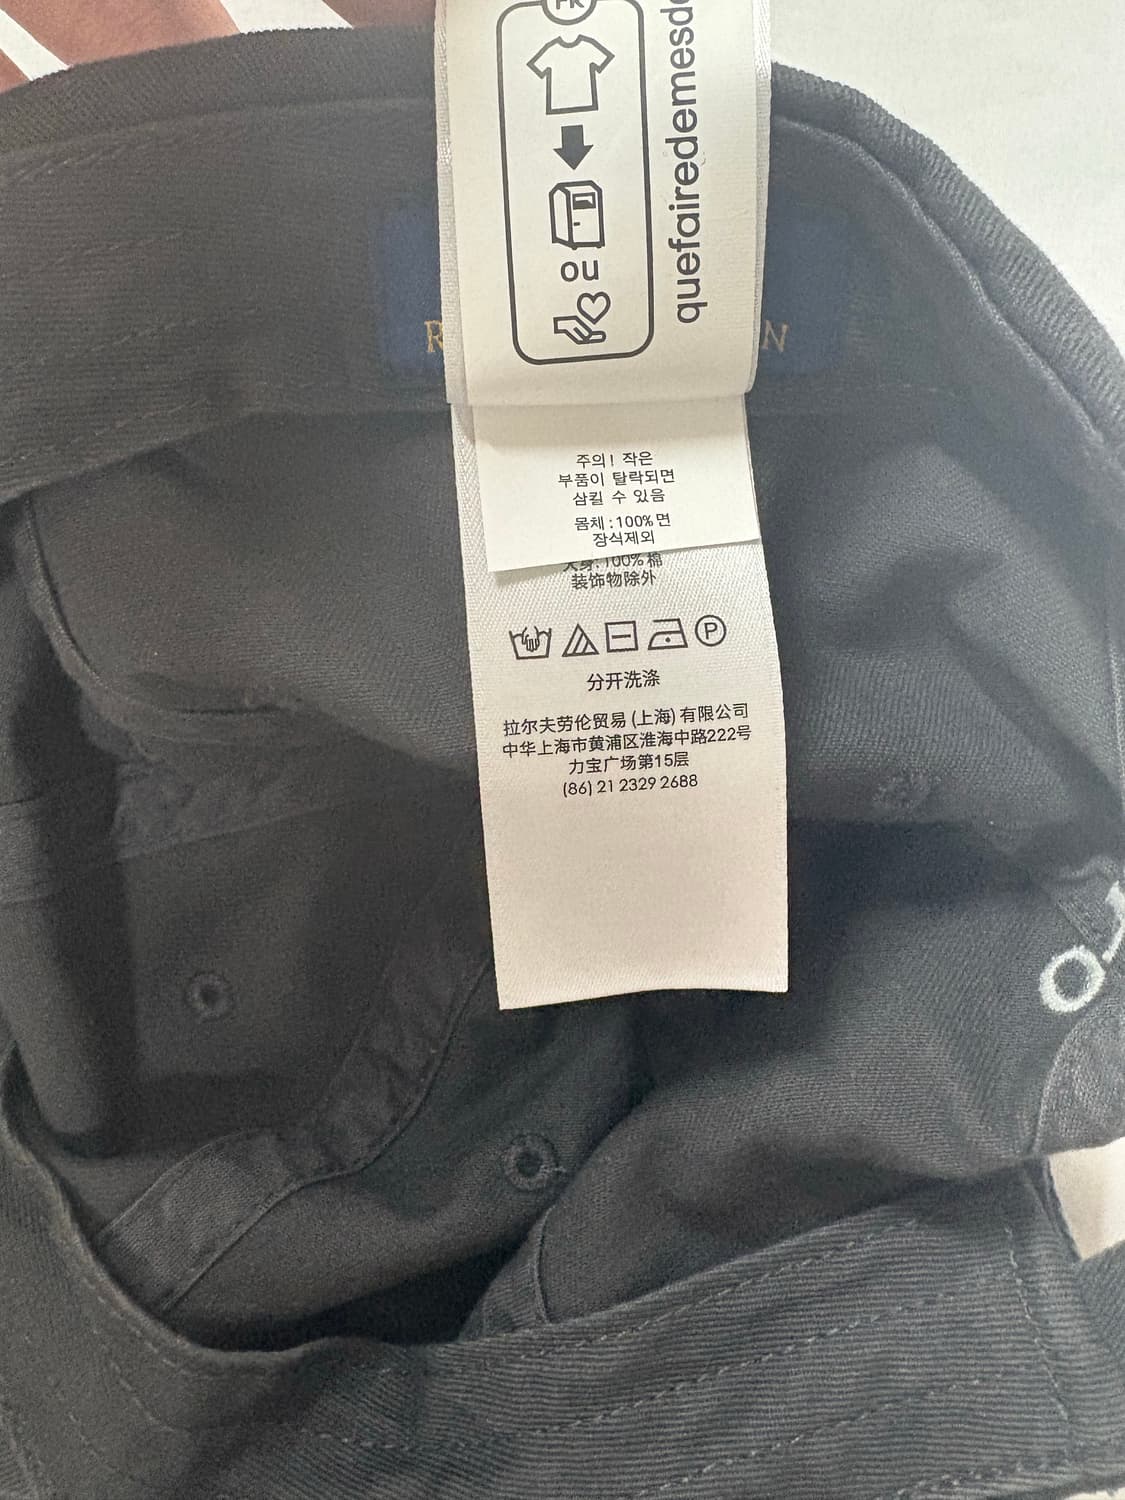 FR
ou
quefairedemesd
R N
주의! 작은
부품이 탈락되면
삼킬 수 있음
몸체:100%면
장식제외
大身:100%棉
装饰物除外
P
分开洗涤
拉尔夫劳伦贸易(上海)有限公司
中华上海市黄浦区淮海中路222号
力宝广场第15层
(86) 21 2329 2688